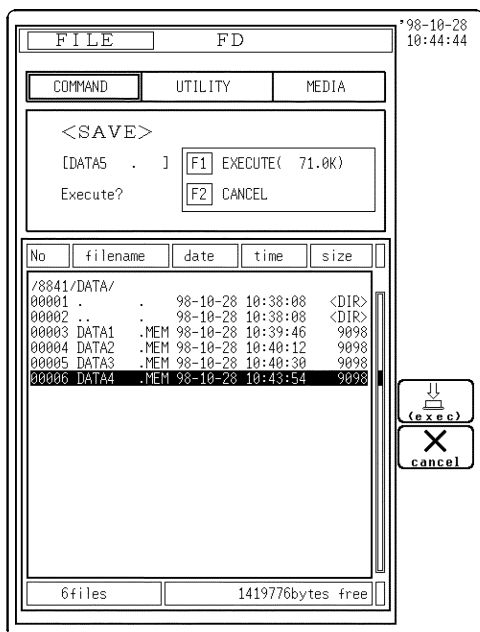 '98-10-28
10:44:44
FILE FD
COMMAND UTILITY MEDIA
<SAVE>
[DATA5 . ] F1 EXECUTE( 71.0K)
Execute? F2 CANCEL
No filename date time size
/8841/DATA/
00001 . . 98-10-28 10:38:08 <DIR>
00002 .. . 98-10-28 10:38:08 <DIR>
00003 DATA1 .MEM 98-10-28 10:39:46 9098
00004 DATA2 .MEM 98-10-28 10:40:12 9098
00005 DATA3 .MEM 98-10-28 10:40:30 9098
00006 DATA4 .MEM 98-10-28 10:43:54 9098
(exec)
cancel
6files 1419776bytes free